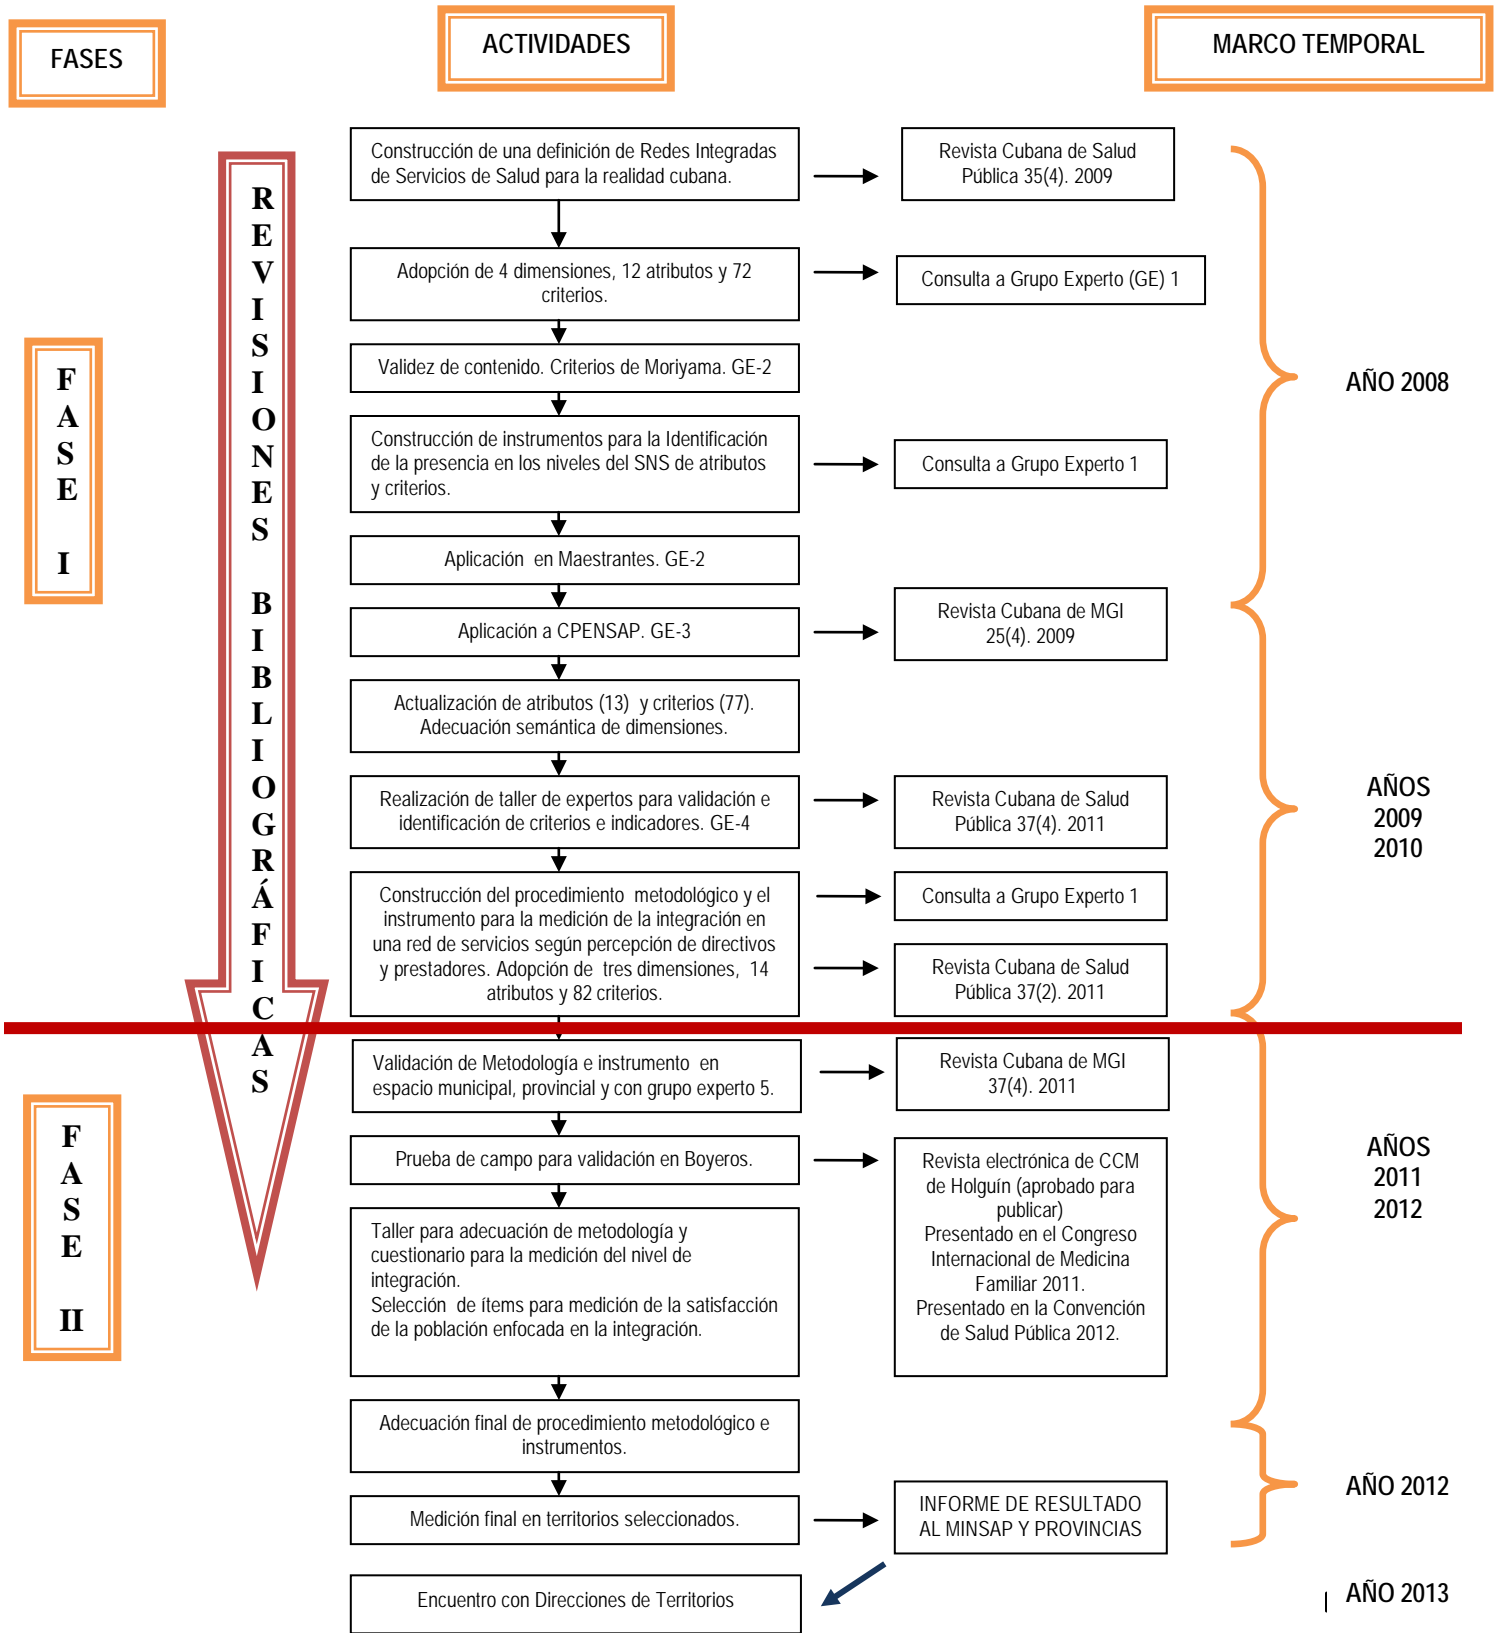 FASES
ACTIVIDADES
MARCO TEMPORAL
FASE I
REVISIONES BIBLIOGRÁFICAS
Construcción de una definición de Redes Integradas
de Servicios de Salud para la realidad cubana.
Revista Cubana de Salud
Pública 35(4). 2009
Adopción de 4 dimensiones, 12 atributos y 72
criterios.
Consulta a Grupo Experto (GE) 1
Validez de contenido. Criterios de Moriyama. GE-2
AÑO 2008
Construcción de instrumentos para la Identificación
de la presencia en los niveles del SNS de atributos
y criterios.
Consulta a Grupo Experto 1
Aplicación en Maestrantes. GE-2
Aplicación a CPENSAP. GE-3
Revista Cubana de MGI
25(4). 2009
Actualización de atributos (13) y criterios (77).
Adecuación semántica de dimensiones.
Realización de taller de expertos para validación e
identificación de criterios e indicadores. GE-4
Revista Cubana de Salud
Pública 37(4). 2011
AÑOS
2009
2010
Construcción del procedimiento metodológico y el
instrumento para la medición de la integración en
una red de servicios según percepción de directivos
y prestadores. Adopción de tres dimensiones, 14
atributos y 82 criterios.
Consulta a Grupo Experto 1
Revista Cubana de Salud
Pública 37(2). 2011
FASE II
Validación de Metodología e instrumento en
espacio municipal, provincial y con grupo experto 5.
Revista Cubana de MGI
37(4). 2011
Prueba de campo para validación en Boyeros.
Revista electrónica de CCM
de Holguín (aprobado para
publicar)
Presentado en el Congreso
Internacional de Medicina
Familiar 2011.
Presentado en la Convención
de Salud Pública 2012.
AÑOS
2011
2012
Taller para adecuación de metodología y
cuestionario para la medición del nivel de
integración.
Selección de ítems para medición de la satisfacción
de la población enfocada en la integración.
Adecuación final de procedimiento metodológico e
instrumentos.
Medición final en territorios seleccionados.
INFORME DE RESULTADO
AL MINSAP Y PROVINCIAS
AÑO 2012
Encuentro con Direcciones de Territorios
AÑO 2013